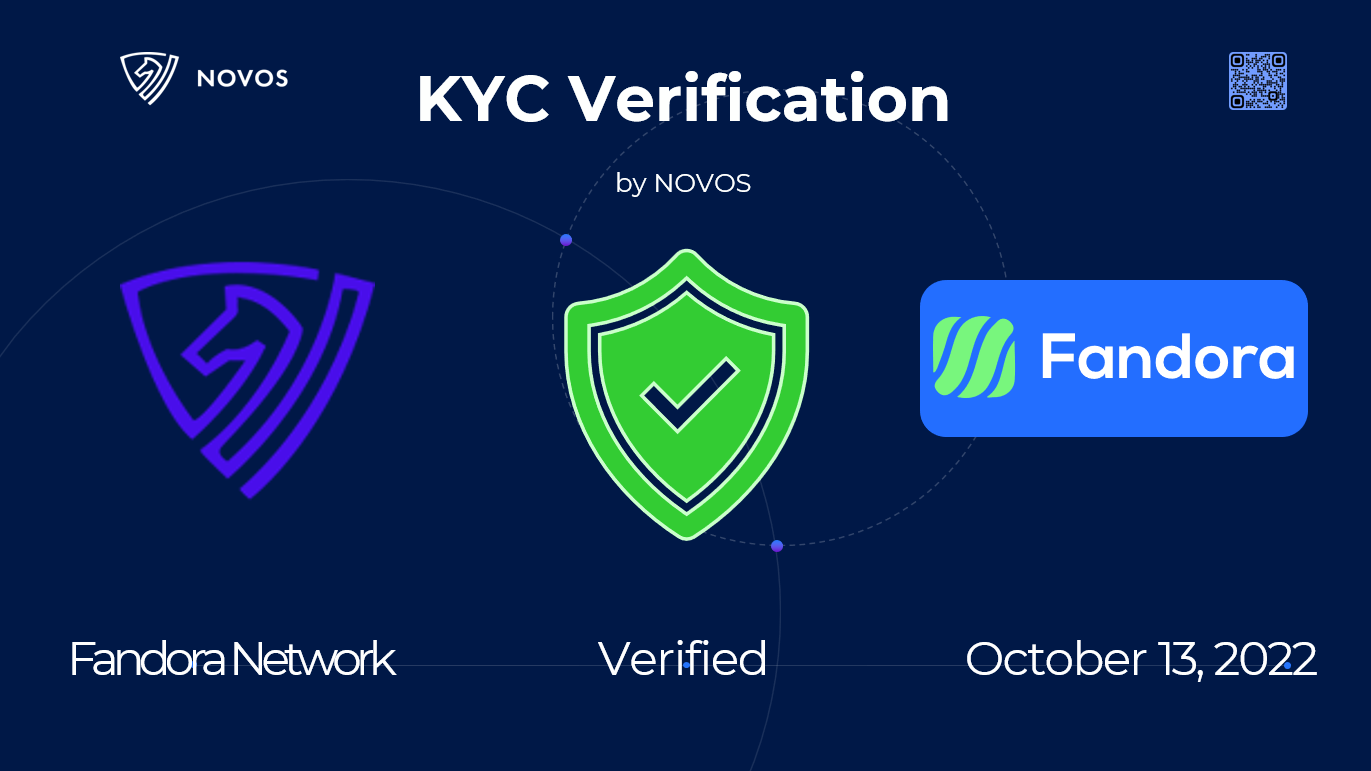 NOVOS
KYC Verification
by NOVOS
Fandora
Fandora Network
Verified
October 13, 2022